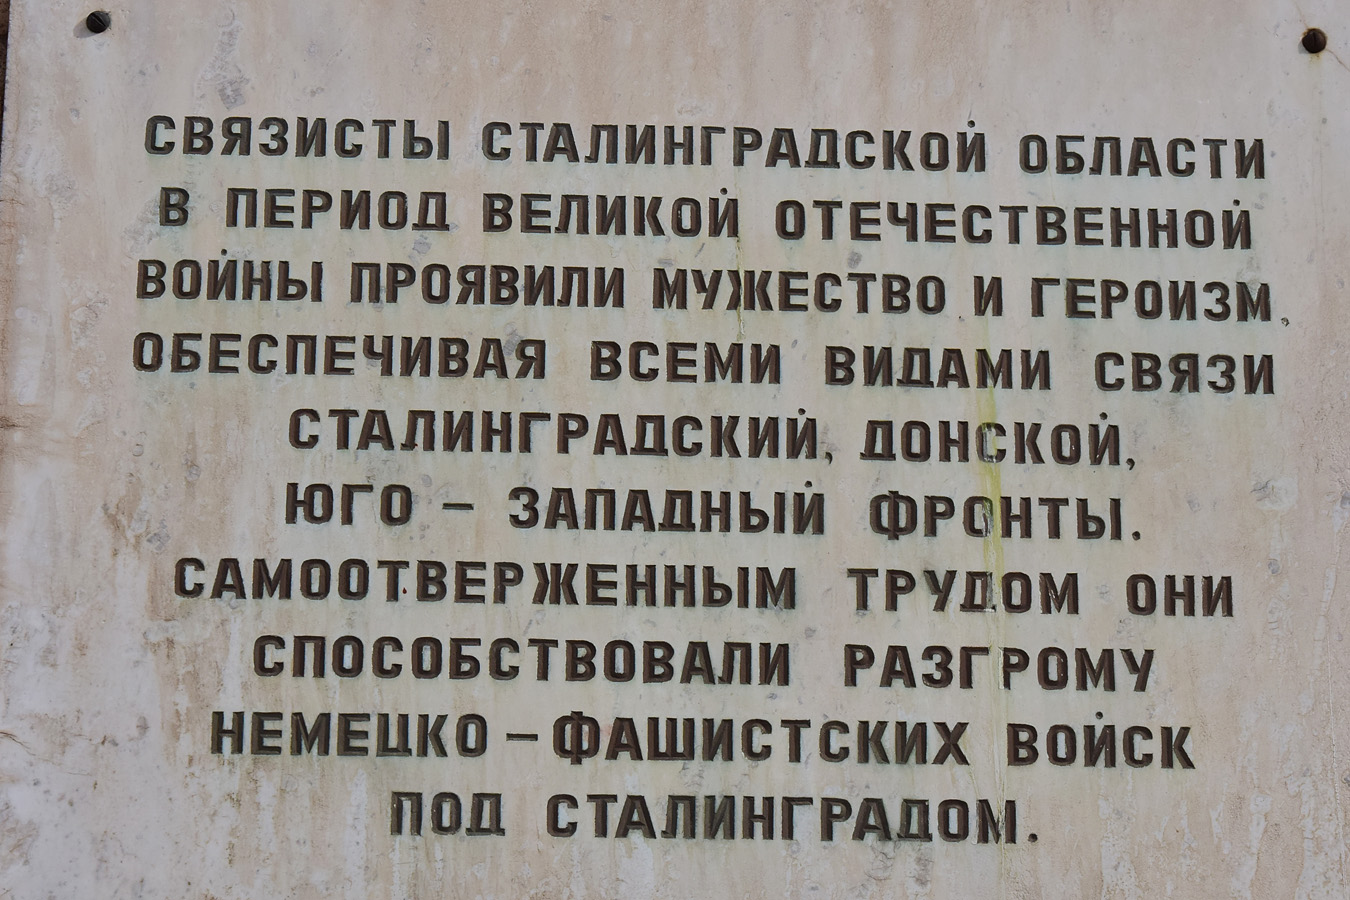 СВЯЗИСТЫ СТАЛИНГРАДСКОЙ ОБЛАСТИ
В ПЕРИОД ВЕЛИКОЙ ОТЕЧЕСТВЕННОЙ
ВОЙНЫ ПРОЯВИЛИ МУЖЕСТВО И ГЕРОИЗМ,
ОБЕСПЕЧИВАЯ ВСЕМИ ВИДАМИ СВЯЗИ
СТАЛИНГРАДСКИЙ, ДОНСКОЙ,
ЮГО – ЗАПАДНЫЙ ФРОНТЫ.
САМООТВЕРЖЕННЫМ ТРУДОМ ОНИ
СПОСОБСТВОВАЛИ РАЗГРОМУ
НЕМЕЦКО – ФАШИСТСКИХ ВОЙСК
ПОД СТАЛИНГРАДОМ.